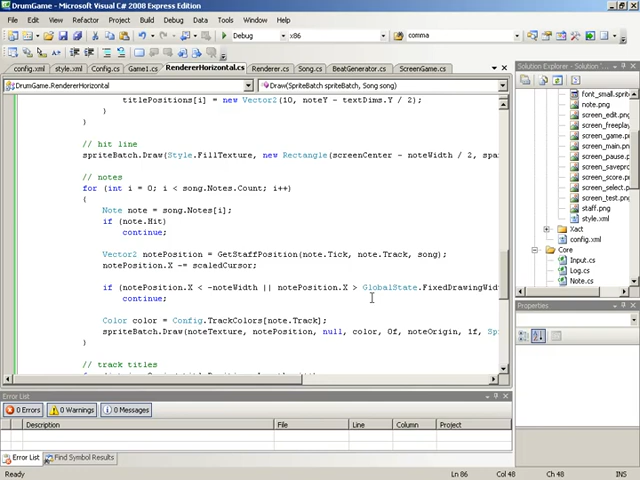 DrumGame - Microsoft Visual C# 2008 Express Edition
File Edit View Refactor Project Build Debug Data Tools Window Help
Debug x86 comma
config.xml style.xml Config.cs Game1.cs RendererHorizontal.cs Renderer.cs Song.cs BeatGenerator.cs ScreenGame.cs
DrumGame.RendererHorizontal Draw(SpriteBatch spriteBatch, Song song)
titlePositions[i] = new Vector2(10, noteY - textDims.Y / 2);
}
}
// hit line
spriteBatch.Draw(Style.FillTexture, new Rectangle(screenCenter - noteWidth / 2, spa
// notes
for (int i = 0; i < song.Notes.Count; i++)
{
Note note = song.Notes[i];
if (note.Hit)
continue;
Vector2 notePosition = GetStaffPosition(note.Tick, note.Track, song);
notePosition.X -= scaledCursor;
if (notePosition.X < -noteWidth || notePosition.X > GlobalState.FixedDrawingWid
continue;
Color color = Config.TrackColors[note.Track];
spriteBatch.Draw(noteTexture, notePosition, null, color, 0f, noteOrigin, 1f, Sp
}
// track titles
Solution Explorer - Solution '...
font_small.sprite
note.png
screen_edit.png
screen_freeplay
screen_game.pn
screen_main.pn
screen_pause.p
screen_savepro
screen_score.pn
screen_select.p
screen_test.png
staff.png
style.xml
Xact
config.xml
Core
Input.cs
Log.cs
Note.cs
Properties
Error List
0 Errors 0 Warnings 0 Messages
Description File Line Column Project
Error List Find Symbol Results
Ready Ln 86 Col 48 Ch 48 INS